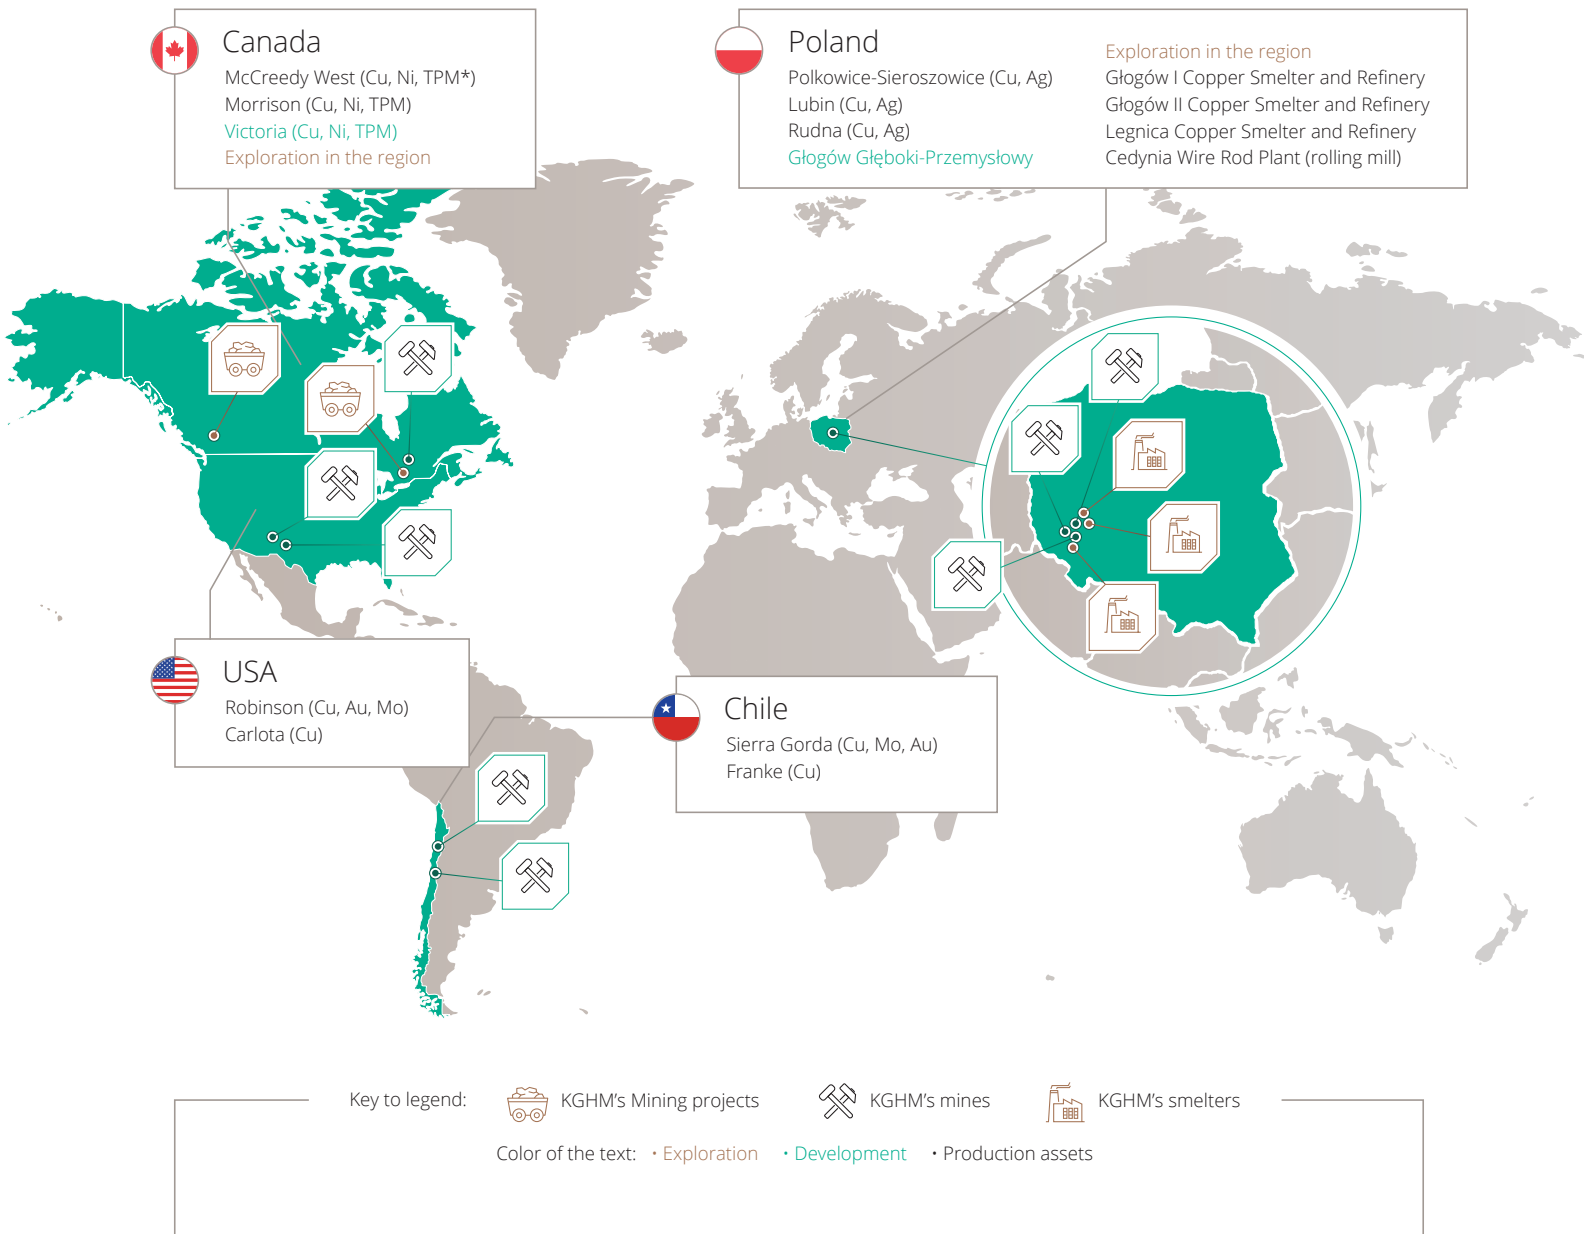 Canada
McCreedy West (Cu, Ni, TPM*)
Morrison (Cu, Ni, TPM)
Victoria (Cu, Ni, TPM)
Exploration in the region
Poland
Polkowice-Sieroszowice (Cu, Ag)
Lubin (Cu, Ag)
Rudna (Cu, Ag)
Głogów Głęboki-Przemysłowy
Exploration in the region
Głogów I Copper Smelter and Refinery
Głogów II Copper Smelter and Refinery
Legnica Copper Smelter and Refinery
Cedynia Wire Rod Plant (rolling mill)
USA
Robinson (Cu, Au, Mo)
Carlota (Cu)
Chile
Sierra Gorda (Cu, Mo, Au)
Franke (Cu)
Key to legend: KGHM’s Mining projects KGHM’s mines KGHM’s smelters
Color of the text: • Exploration • Development • Production assets